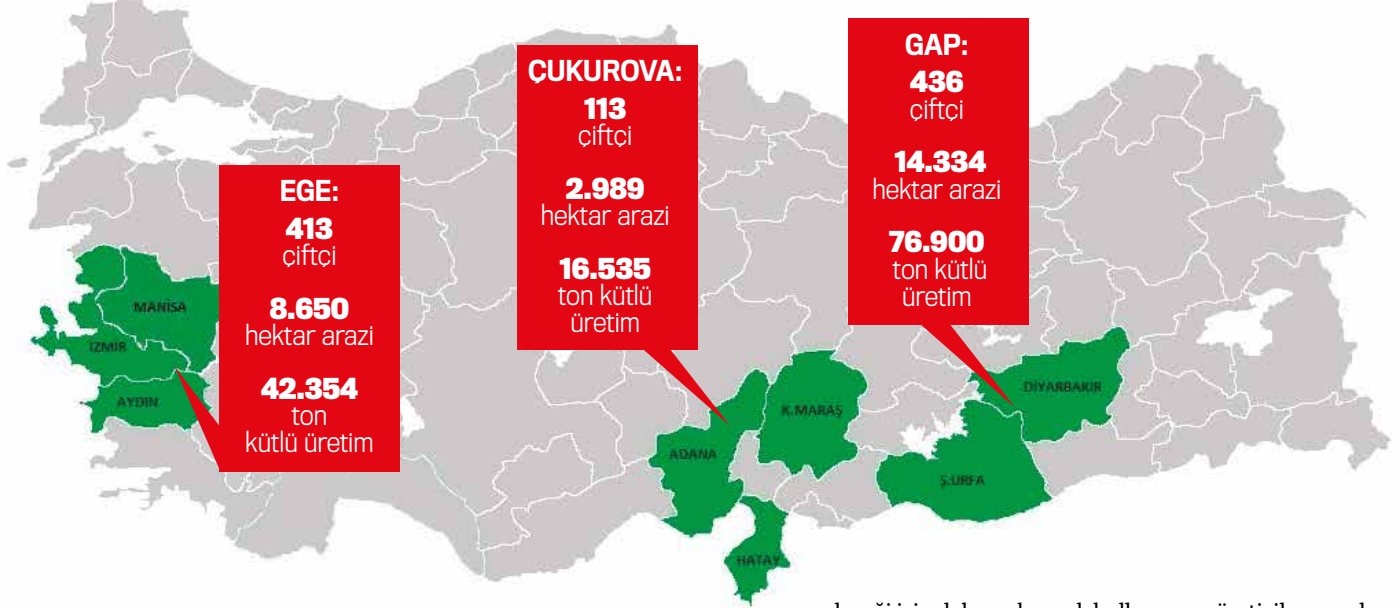 EGE:
413
çiftçi
8.650
hektar arazi
42.354
ton
kütlü üretim
ÇUKUROVA:
113
çiftçi
2.989
hektar arazi
16.535
ton kütlü
üretim
GAP:
436
çiftçi
14.334
hektar arazi
76.900
ton kütlü
üretim
MANİSA
İZMİR
AYDIN
ADANA
K.MARAŞ
HATAY
DİYARBAKIR
Ş.URFA